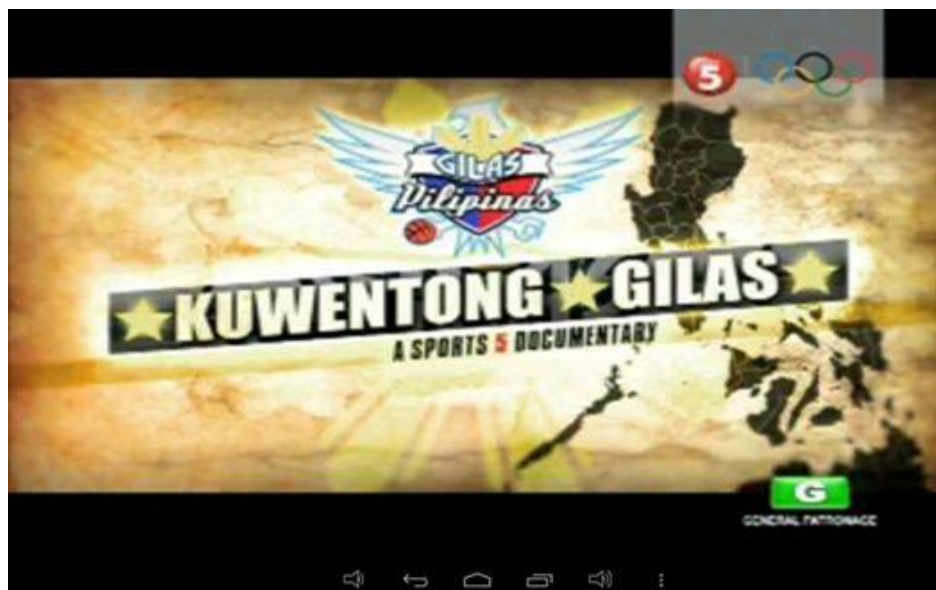 5
GILAS
Pilipinas
KUWENTONG GILAS
A SPORTS 5 DOCUMENTARY
G
GENERAL PATRONAGE